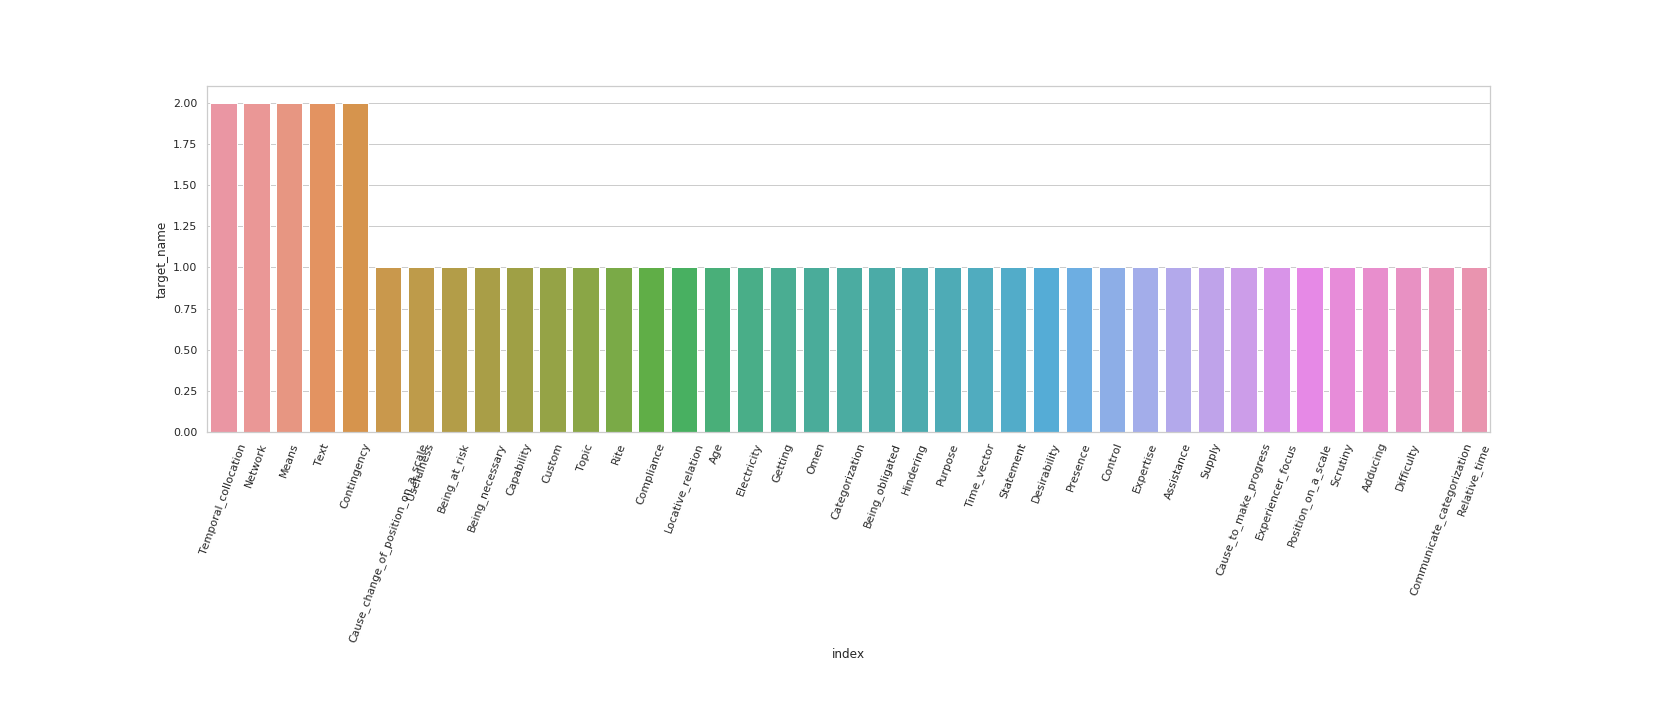 2.00
1.75
1.50
1.25
1.00
0.75
0.50
0.25
0.00
target_name
Temporal_collocation
Network
Means
Text
Contingency
Cause_change_of_position_on_a_scale
Usefulness
Being_at_risk
Being_necessary
Capability
Custom
Topic
Rite
Compliance
Locative_relation
Age
Electricity
Getting
Omen
Categorization
Being_obligated
Hindering
Purpose
Time_vector
Statement
Desirability
Presence
Control
Expertise
Assistance
Supply
Cause_to_make_progress
Experiencer_focus
Position_on_a_scale
Scrutiny
Adducing
Difficulty
Communicate_categorization
Relative_time
index